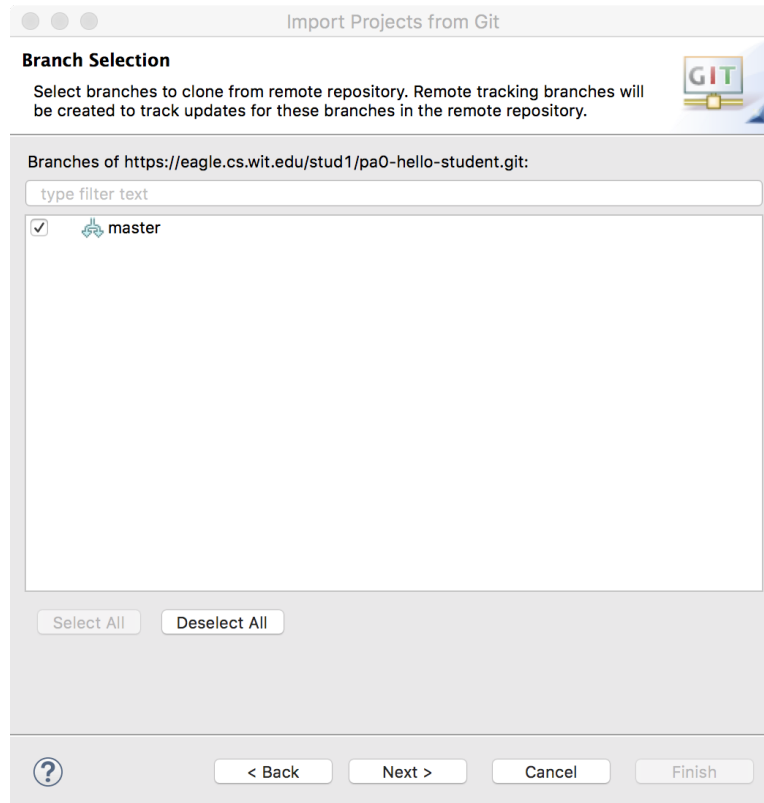 Import Projects from Git
Branch Selection
Select branches to clone from remote repository. Remote tracking branches will
be created to track updates for these branches in the remote repository.
GIT
Branches of https://eagle.cs.wit.edu/stud1/pa0-hello-student.git:
type filter text
master
Select All
Deselect All
?
< Back
Next >
Cancel
Finish